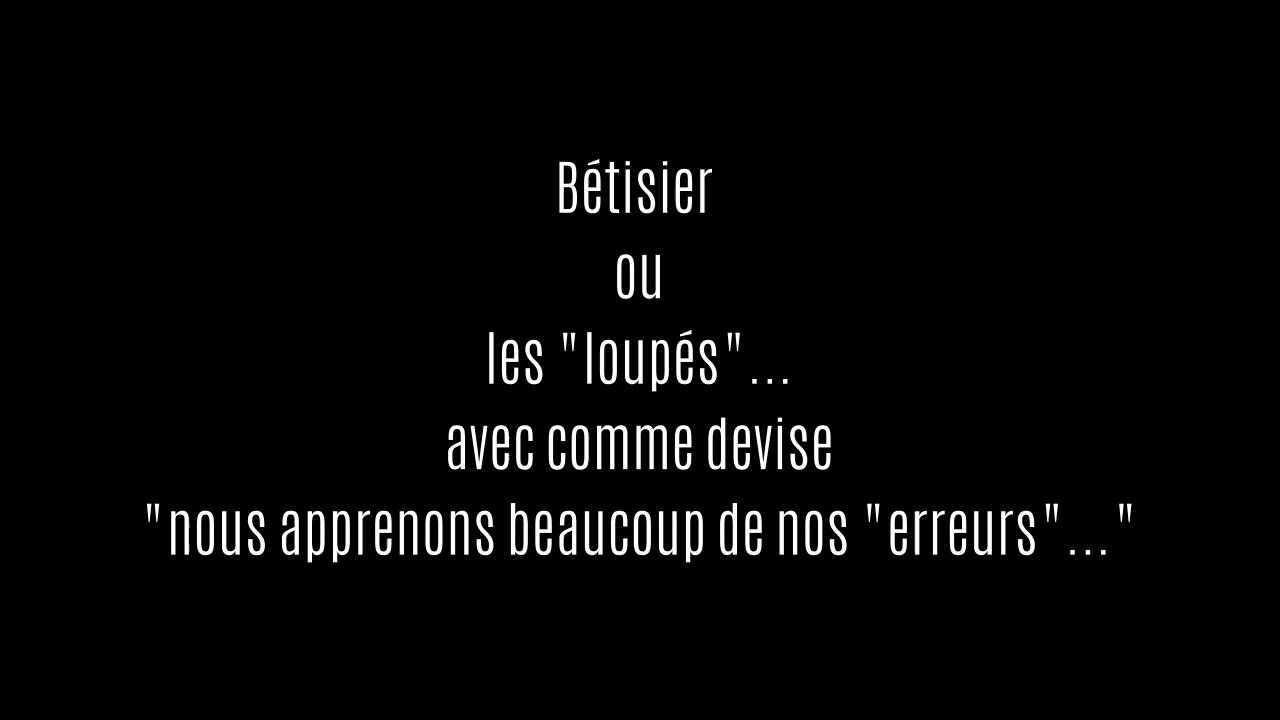 Bétisier
ou
les "loupés"...
avec comme devise
"nous apprenons beaucoup de nos "erreurs"..."